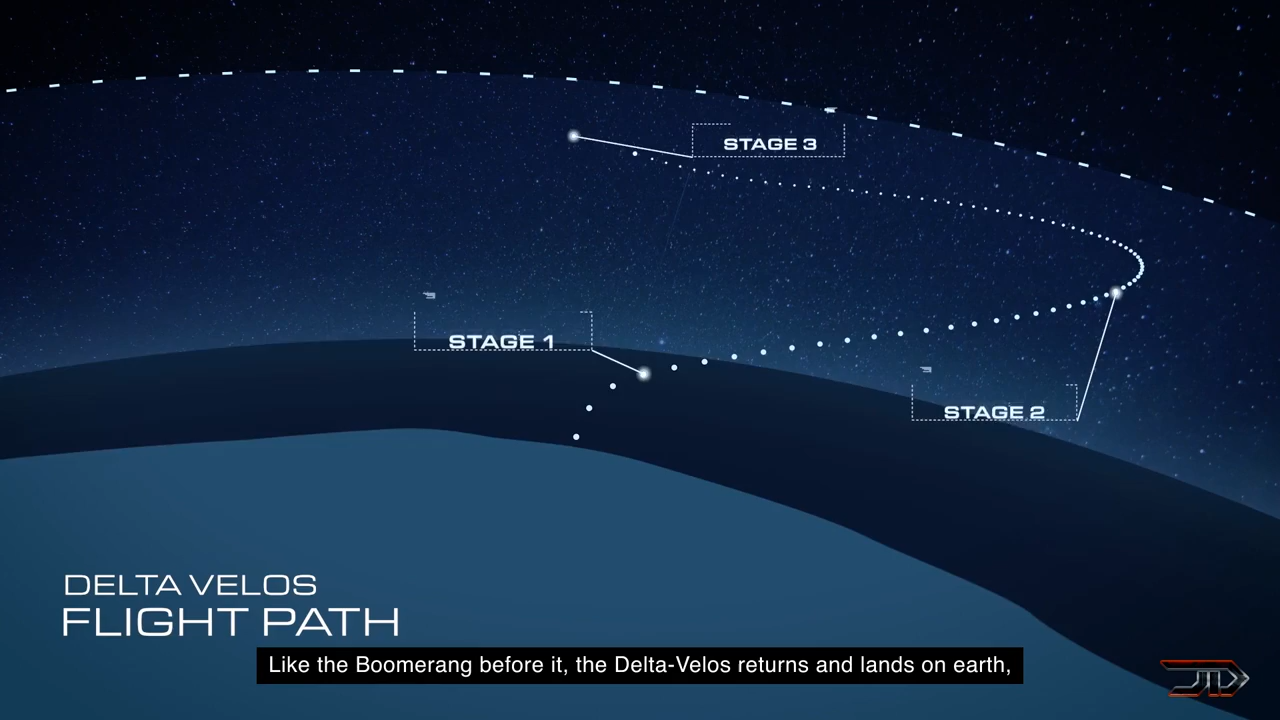 STAGE 3
STAGE 1
STAGE 2
DELTA VELOS
FLIGHT PATH
Like the Boomerang before it, the Delta-Velos returns and lands on earth,